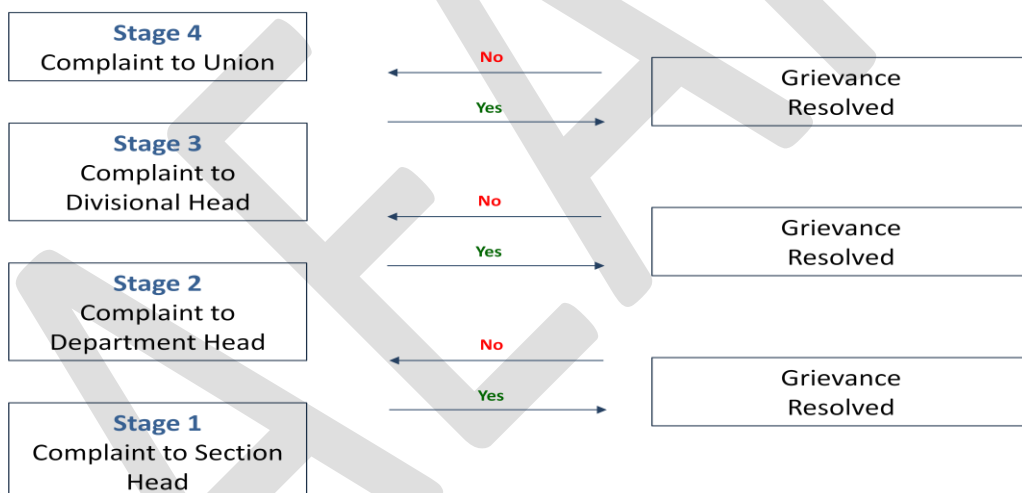 Stage 4
Complaint to Union
No
Yes
Grievance
Resolved
Stage 3
Complaint to
Divisional Head
No
Yes
Grievance
Resolved
Stage 2
Complaint to
Department Head
No
Yes
Grievance
Resolved
Stage 1
Complaint to Section
Head